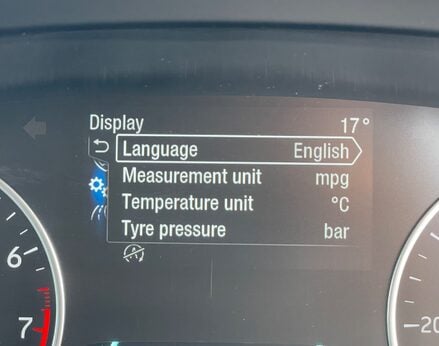 Display 17°
Language English
Measurement unit mpg
Temperature unit °C
Tyre pressure bar
6
7
-20